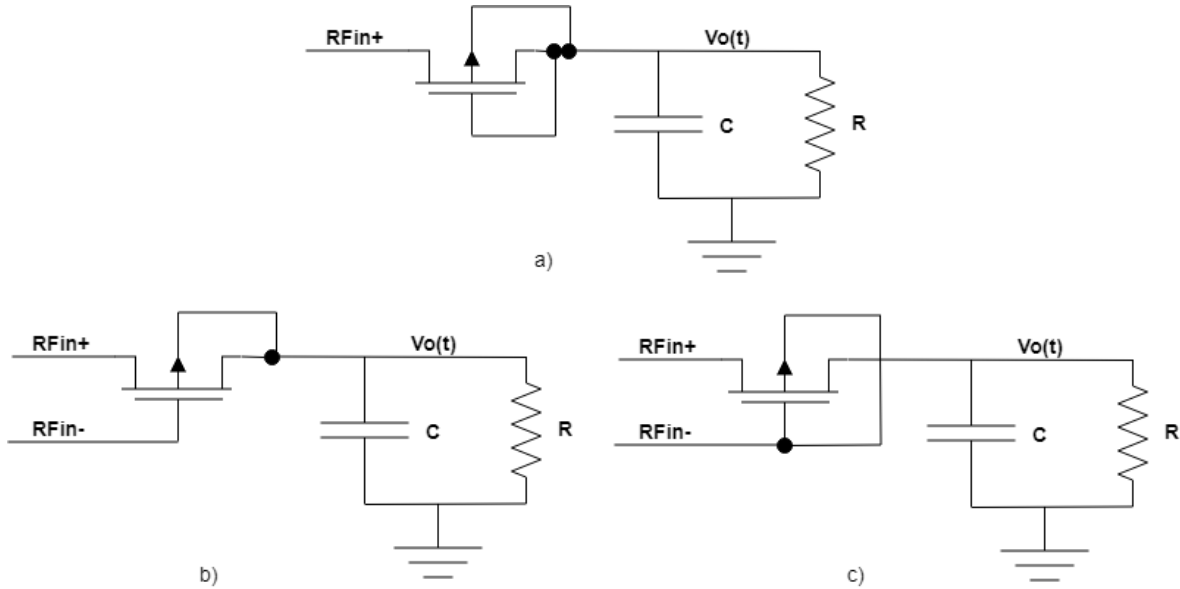 RFin+
Vo(t)
C
R
a)
RFin+
Vo(t)
RFin-
C
R
b)
RFin+
Vo(t)
RFin-
C
R
c)